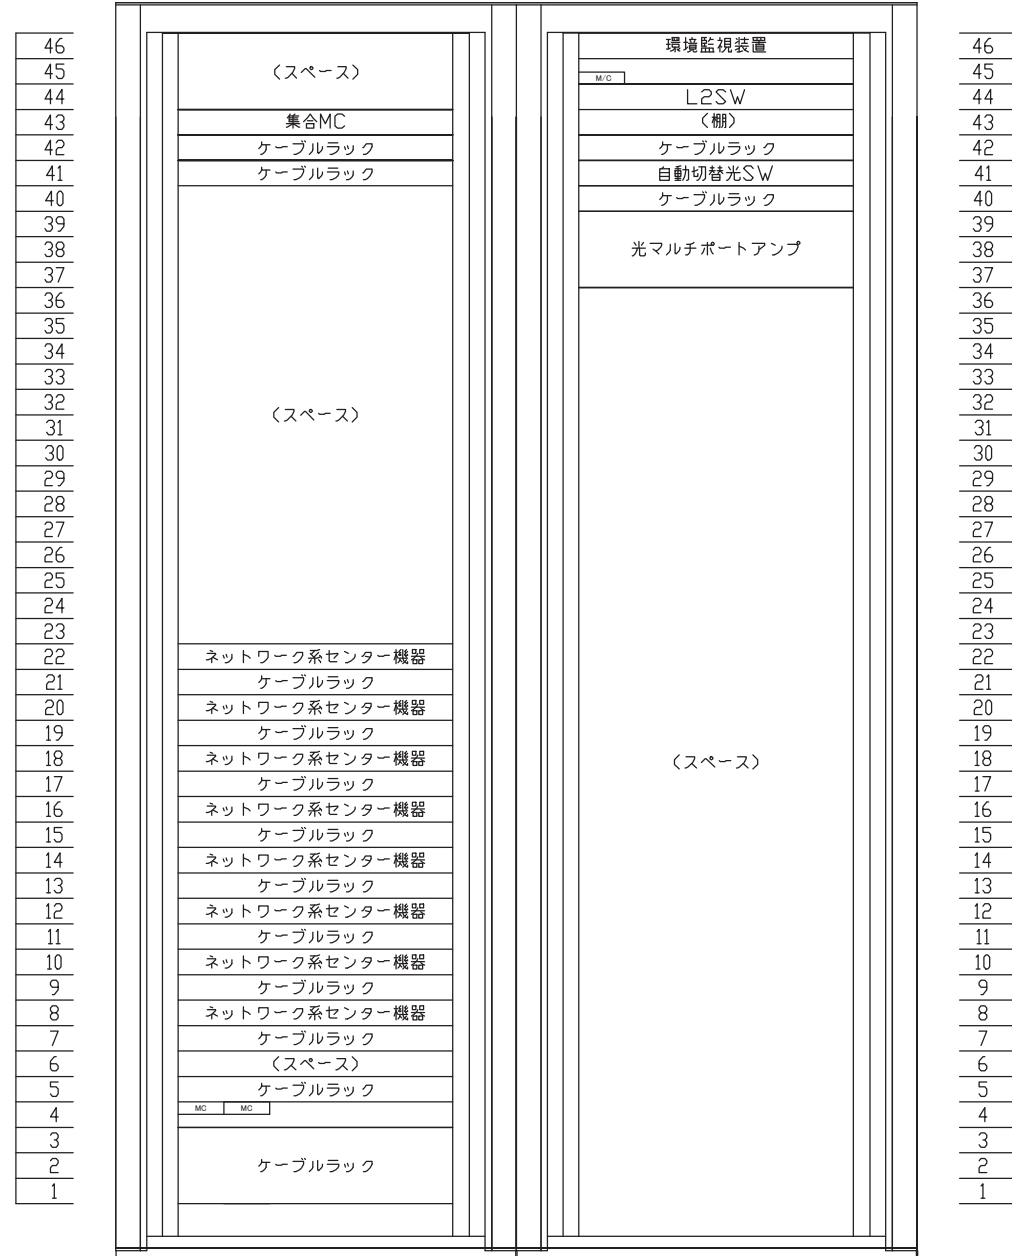 46 環境監視装置 46
45 (スペース) M/C 45
44 L2SW 44
43 集合MC (棚) 43
42 ケーブルラック ケーブルラック 42
41 ケーブルラック 自動切替光SW 41
40 ケーブルラック 40
39 39
38 光マルチポートアンプ 38
37 37
36 36
35 35
34 34
33 33
32 32
31 (スペース) 31
30 30
29 29
28 28
27 27
26 26
25 25
24 24
23 23
22 ネットワーク系センター機器 22
21 ケーブルラック 21
20 ネットワーク系センター機器 20
19 ケーブルラック 19
18 ネットワーク系センター機器 (スペース) 18
17 ケーブルラック 17
16 ネットワーク系センター機器 16
15 ケーブルラック 15
14 ネットワーク系センター機器 14
13 ケーブルラック 13
12 ネットワーク系センター機器 12
11 ケーブルラック 11
10 ネットワーク系センター機器 10
9 ケーブルラック 9
8 ネットワーク系センター機器 8
7 ケーブルラック 7
6 (スペース) 6
5 ケーブルラック 5
4 MC MC 4
3 3
2 ケーブルラック 2
1 1